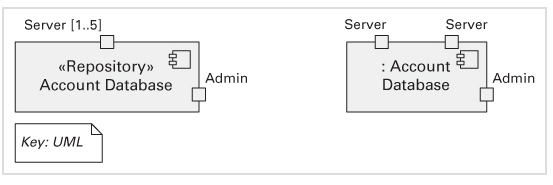 Server [1..5]
«Repository»
Account Database
Admin
Key: UML
Server
Server
: Account
Database
Admin